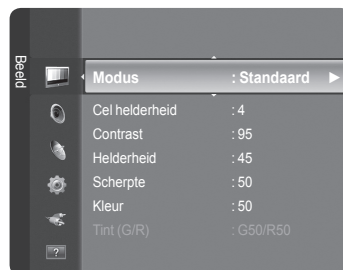 Beeld
Modus : Standaard
Cel helderheid : 4
Contrast : 95
Helderheid : 45
Scherpte : 50
Kleur : 50
Tint (G/R) : G50/R50
?